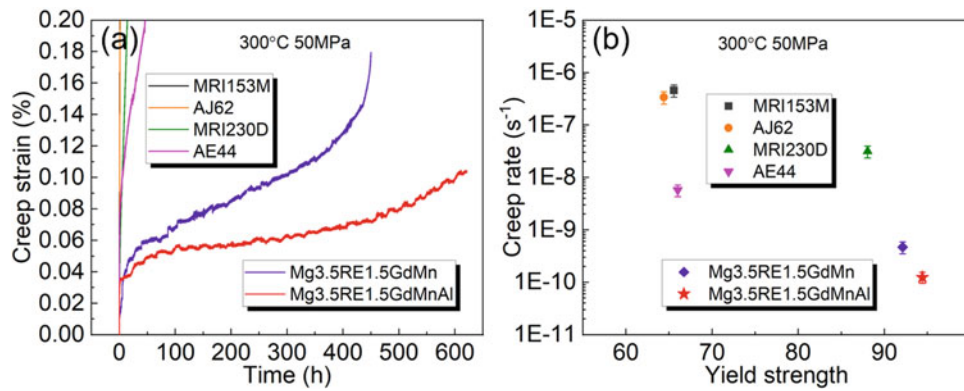 (a)
300°C 50MPa
MRI153M
AJ62
MRI230D
AE44
Mg3.5RE1.5GdMn
Mg3.5RE1.5GdMnAl
Creep strain (%)
0.20
0.18
0.16
0.14
0.12
0.10
0.08
0.06
0.04
0.02
0.00
0 100 200 300 400 500 600
Time (h)
(b)
300°C 50MPa
MRI153M
AJ62
MRI230D
AE44
Mg3.5RE1.5GdMn
Mg3.5RE1.5GdMnAl
Creep rate (s⁻¹)
1E-5
1E-6
1E-7
1E-8
1E-9
1E-10
1E-11
60 70 80 90
Yield strength